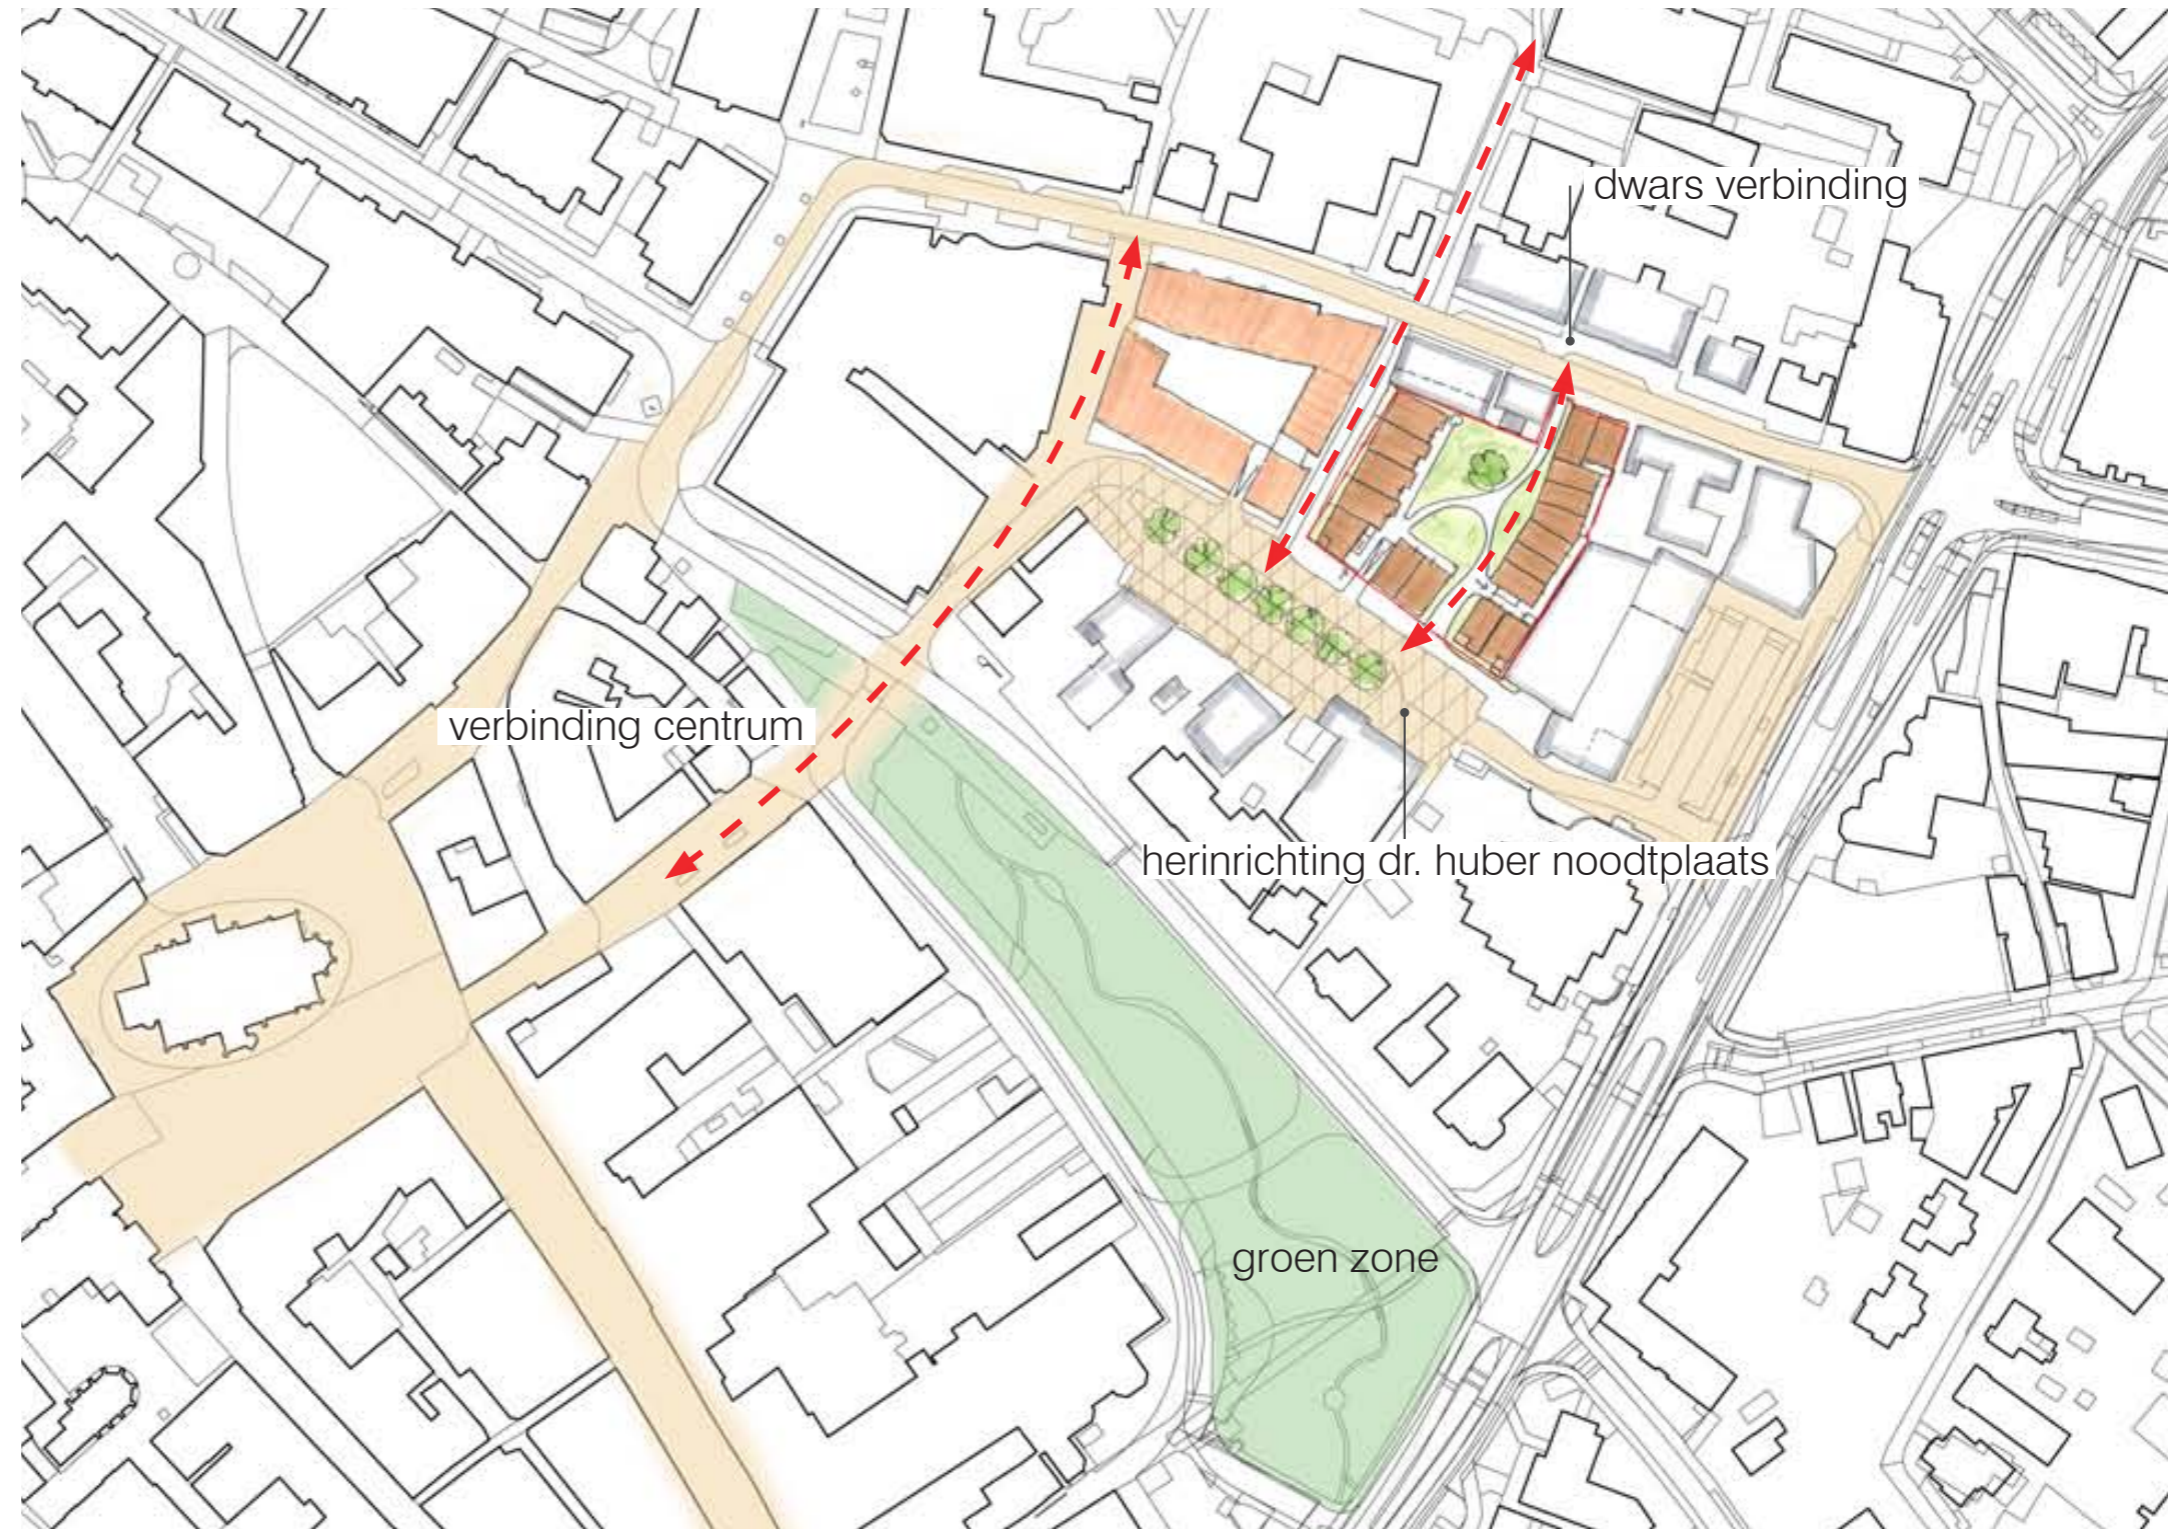 dwars verbinding
verbinding centrum
herinrichting dr. huber noodtplaats
groen zone